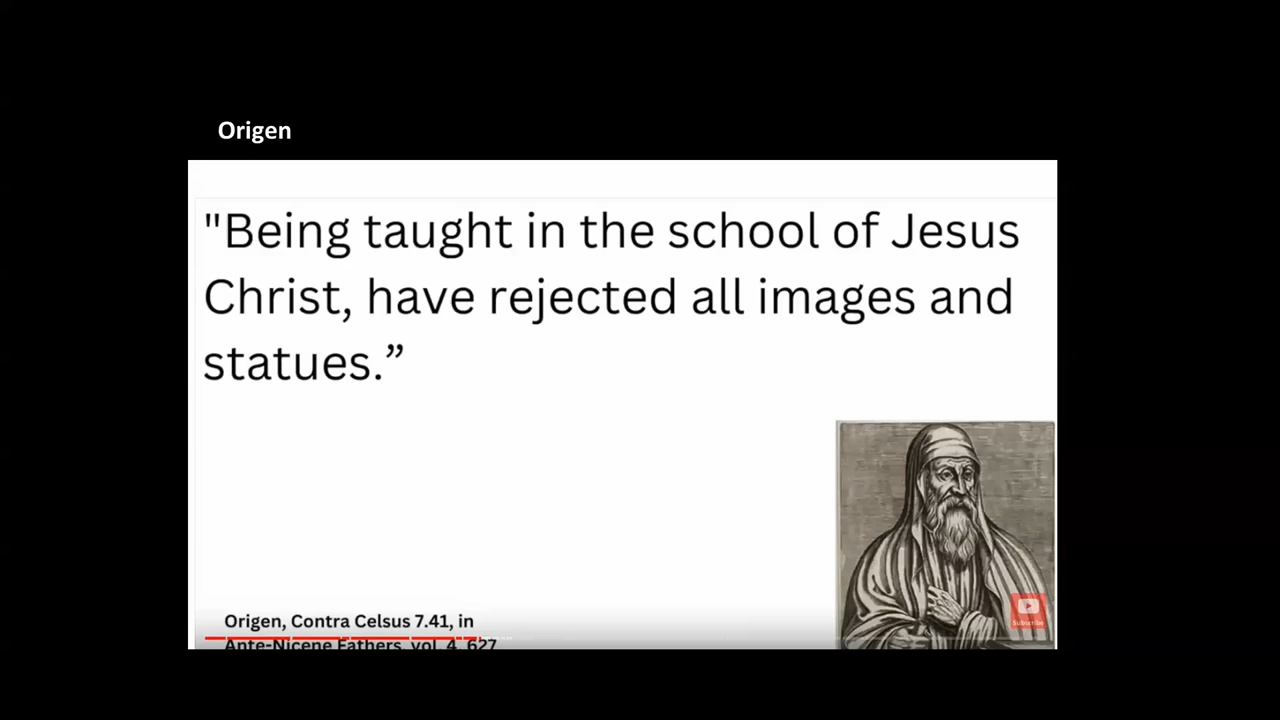 Origen
"Being taught in the school of Jesus
Christ, have rejected all images and
statues.”
Origen, Contra Celsus 7.41, in
Ante-Nicene Fathers, vol. 4, 627
Subscribe